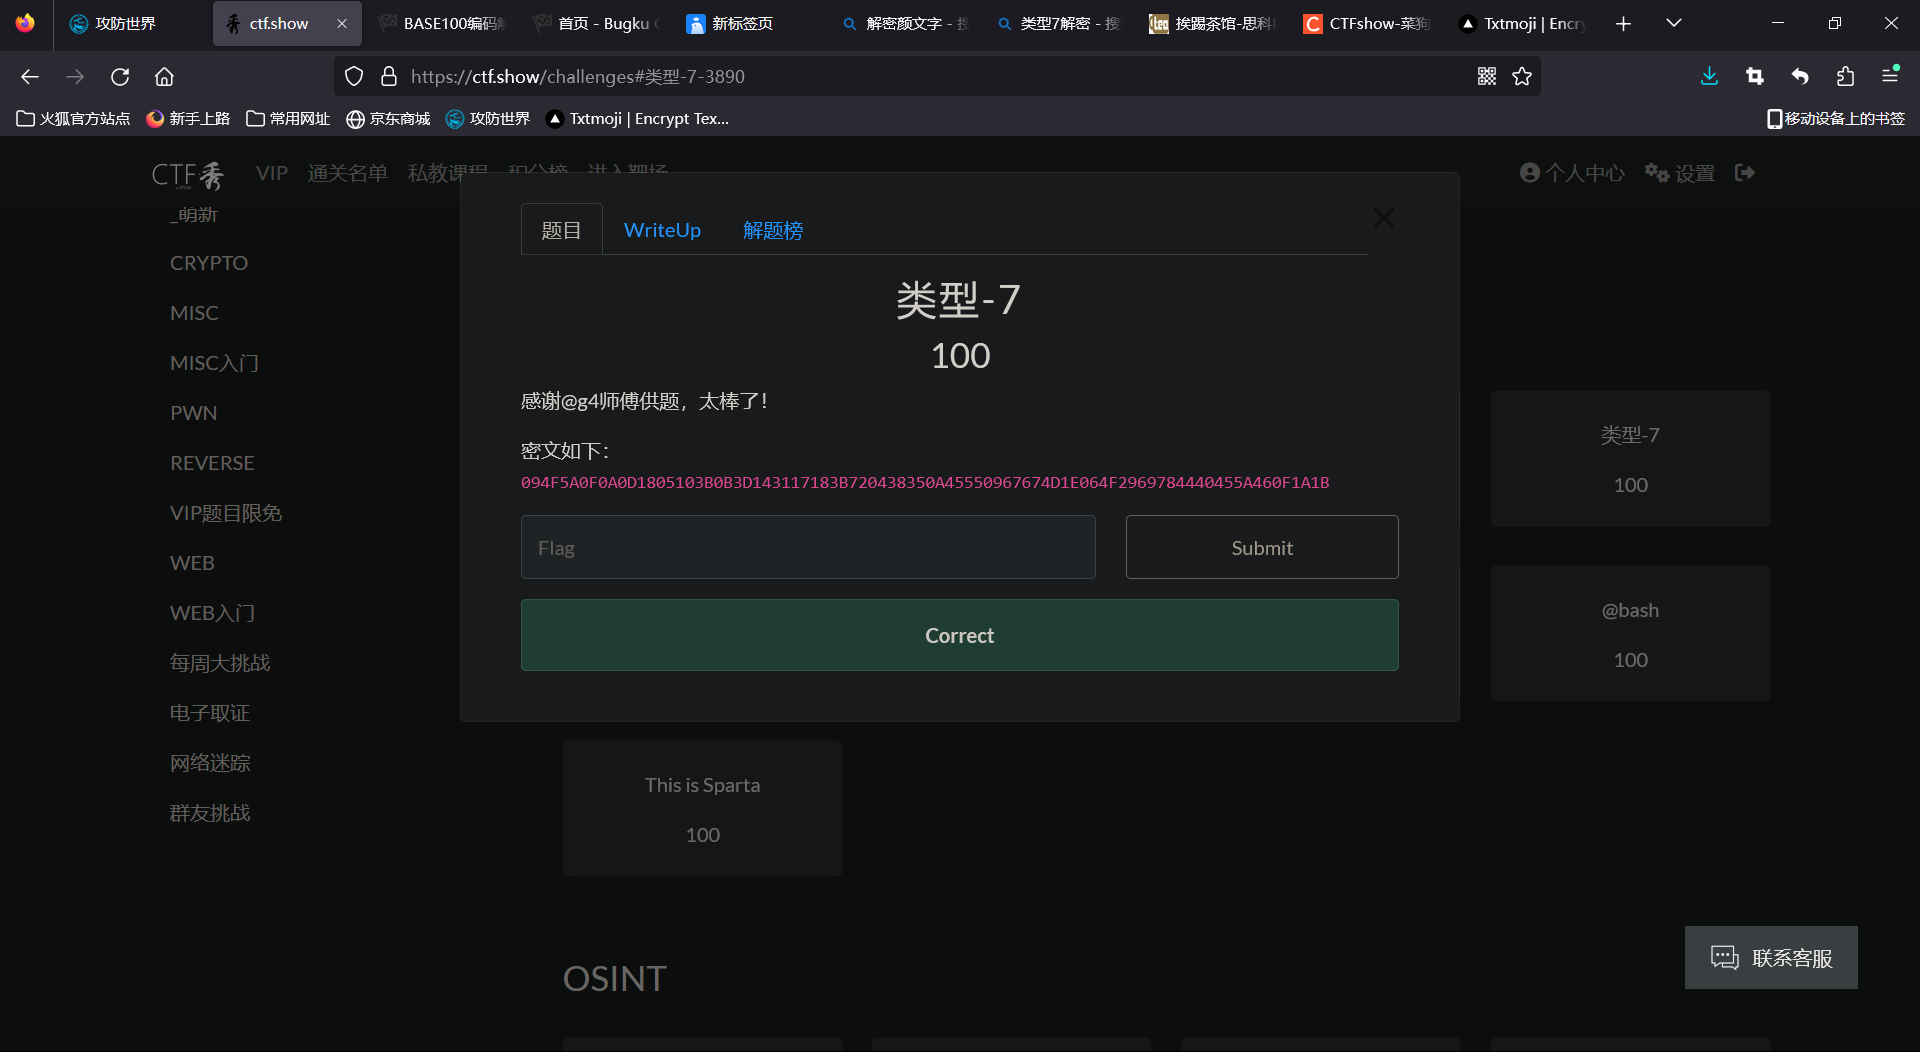 攻防世界
ctf.show
BASE100编码
首页 - Bugku
新标签页
解密颜文字 - 搜
类型7解密 - 搜
挨踢茶馆-思科
CTFshow-菜狗
Txtmoji | Encry
https://ctf.show/challenges#类型-7-3890
火狐官方站点
新手上路
常用网址
京东商城
攻防世界
Txtmoji | Encrypt Tex...
移动设备上的书签
CTF秀
VIP
通关名单
私教课程
积分榜
进入靶场
个人中心
设置
_萌新
CRYPTO
MISC
MISC入门
PWN
REVERSE
VIP题目限免
WEB
WEB入门
每周大挑战
电子取证
网络迷踪
群友挑战
题目
WriteUp
解题榜
类型-7
100
感谢@g4师傅供题，太棒了！
密文如下：
094F5A0F0A0D1805103B0B3D143117183B720438350A45550967674D1E064F2969784440455A460F1A1B
Flag
Submit
Correct
类型-7
100
@bash
100
This is Sparta
100
OSINT
联系客服